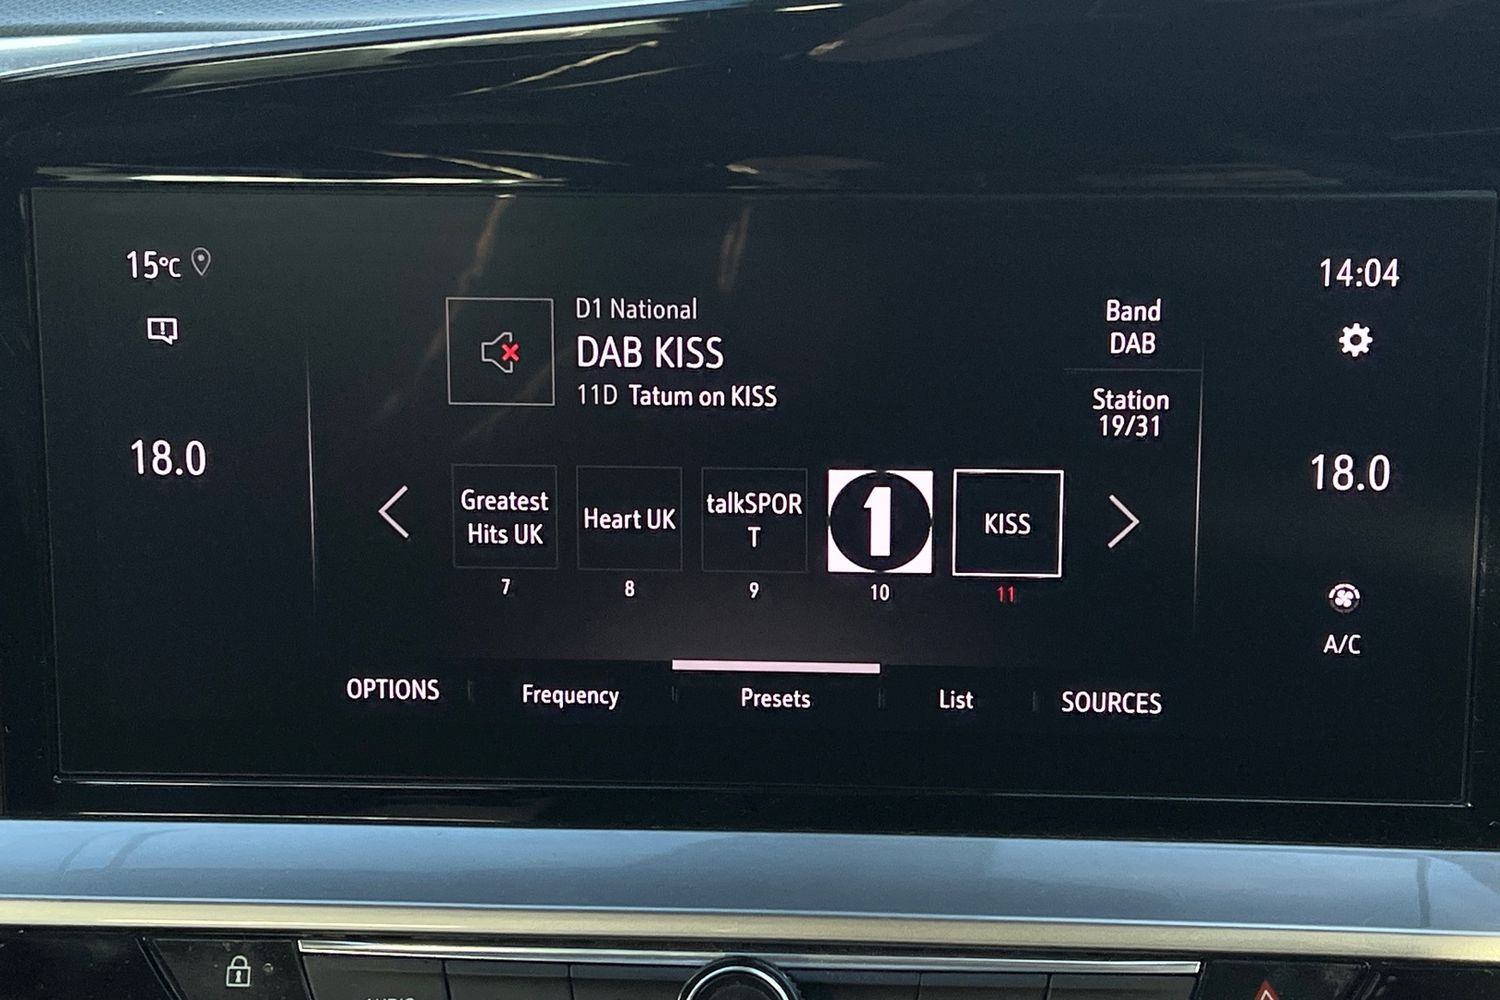 15°C
18.0
D1 National
DAB KISS
11D Tatum on KISS
Band
DAB
Station
19/31
14:04
18.0
A/C
Greatest
Hits UK
7
Heart UK
8
talkSPOR
T
9
1
10
KISS
11
OPTIONS
Frequency
Presets
List
SOURCES